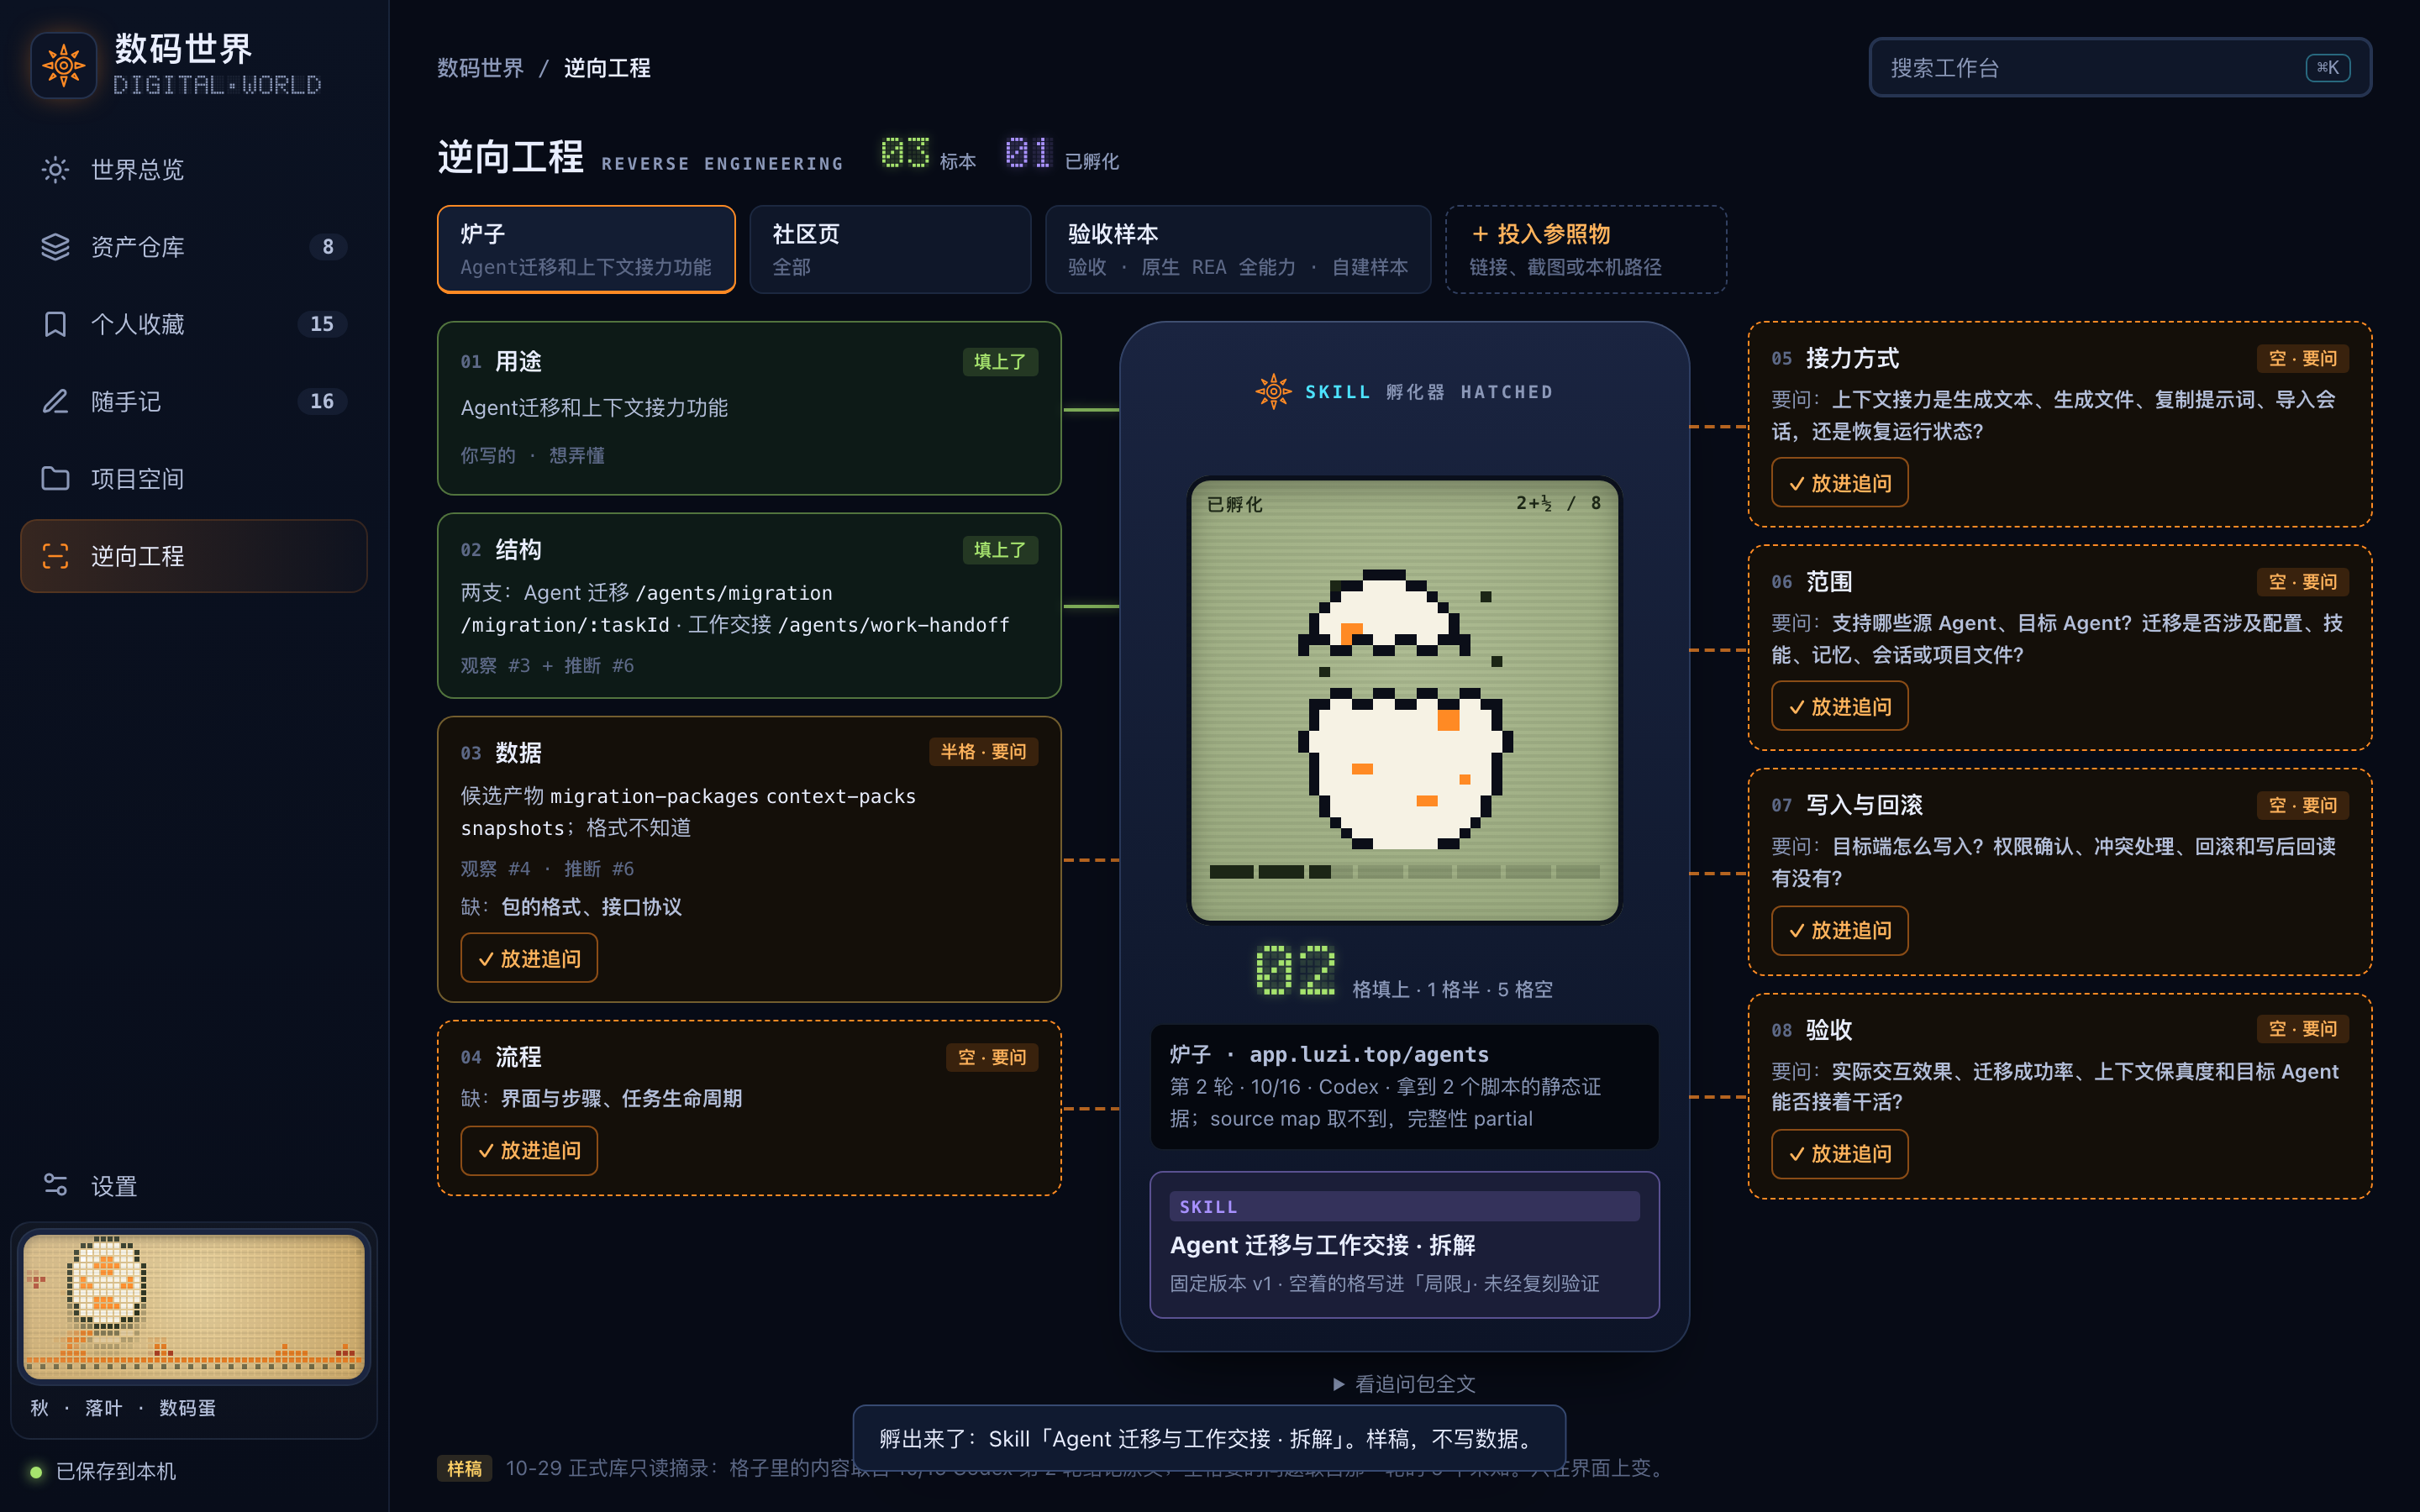 数码世界
DIGITAL·WORLD
世界总览
资产仓库 8
个人收藏 15
随手记 16
项目空间
逆向工程
设置
秋 · 落叶 · 数码蛋
已保存到本机
数码世界 / 逆向工程
搜索工作台 ⌘K
逆向工程 REVERSE ENGINEERING 03 标本 01 已孵化
炉子
Agent迁移和上下文接力功能
社区页
全部
验收样本
验收 · 原生 REA 全能力 · 自建样本
+ 投入参照物
链接、截图或本机路径
01 用途 填上了
Agent迁移和上下文接力功能
你写的 · 想弄懂
02 结构 填上了
两支：Agent 迁移 /agents/migration
/migration/:taskId · 工作交接 /agents/work-handoff
观察 #3 + 推断 #6
03 数据 半格 · 要问
候选产物 migration-packages context-packs
snapshots；格式不知道
观察 #4 · 推断 #6
缺：包的格式、接口协议
✓ 放进追问
04 流程 空 · 要问
缺：界面与步骤、任务生命周期
✓ 放进追问
SKILL 孵化器 HATCHED
已孵化 2+½ / 8
02 格填上 · 1 格半 · 5 格空
炉子 · app.luzi.top/agents
第 2 轮 · 10/16 · Codex · 拿到 2 个脚本的静态证
据；source map 取不到，完整性 partial
SKILL
Agent 迁移与工作交接 · 拆解
固定版本 v1 · 空着的格写进「局限」· 未经复刻验证
▶ 看追问包全文
05 接力方式 空 · 要问
要问：上下文接力是生成文本、生成文件、复制提示词、导入会
话，还是恢复运行状态？
✓ 放进追问
06 范围 空 · 要问
要问：支持哪些源 Agent、目标 Agent？迁移是否涉及配置、技
能、记忆、会话或项目文件？
✓ 放进追问
07 写入与回滚 空 · 要问
要问：目标端怎么写入？权限确认、冲突处理、回滚和写后回读
有没有？
✓ 放进追问
08 验收 空 · 要问
要问：实际交互效果、迁移成功率、上下文保真度和目标 Agent
能否接着干活？
✓ 放进追问
孵出来了：Skill「Agent 迁移与工作交接 · 拆解」。样稿，不写数据。
样稿 10-29 正式库只读摘录：格子里的内容 在界面上变。